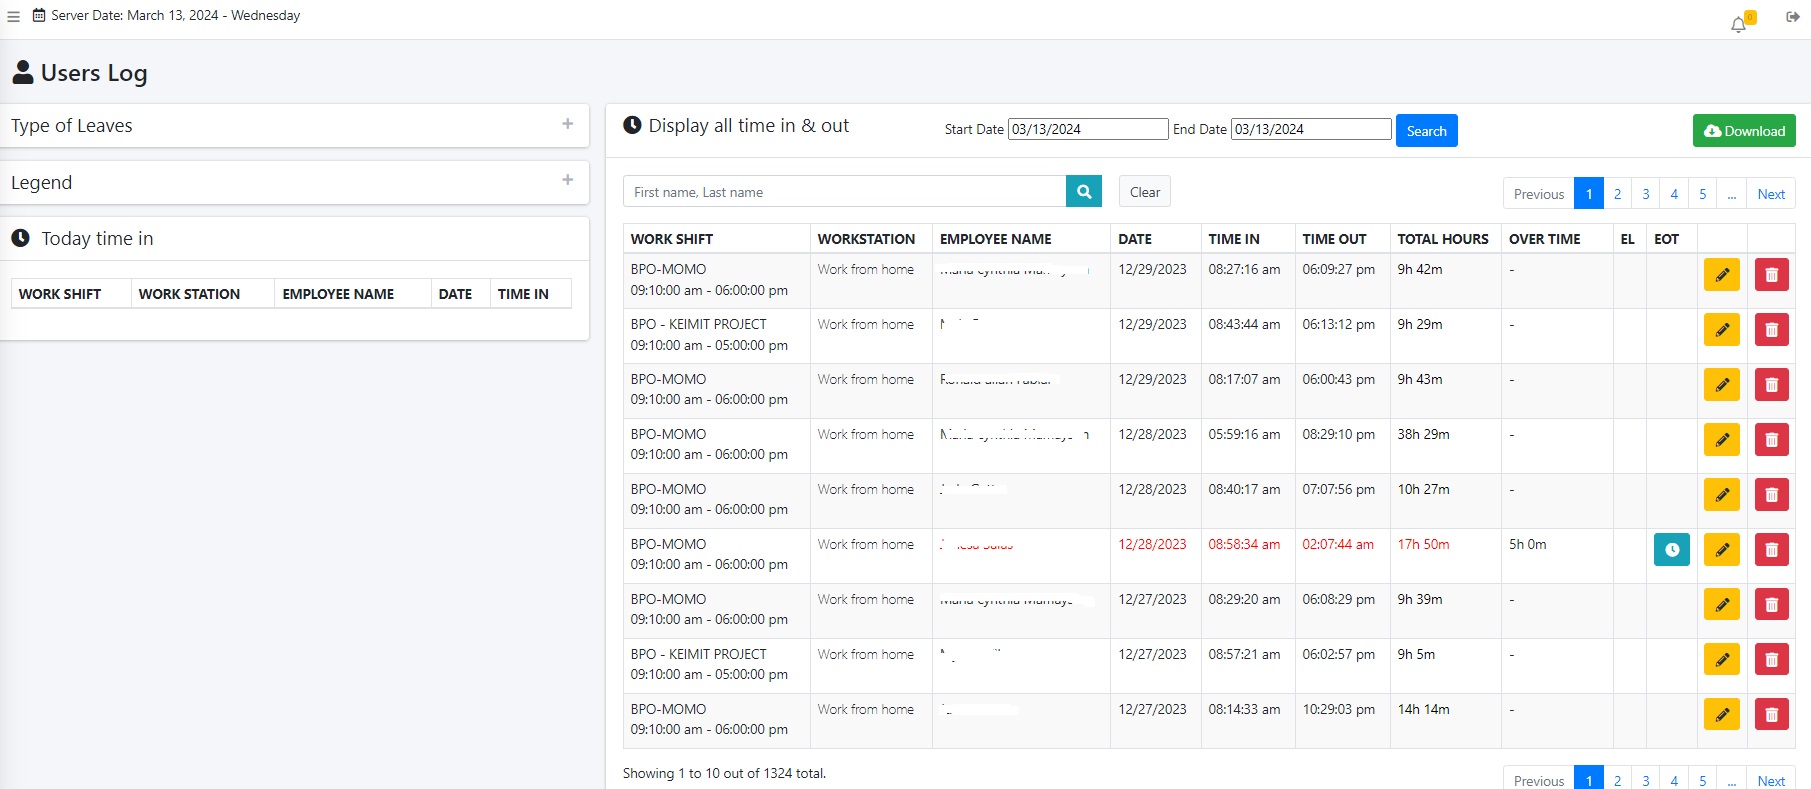 Server Date: March 13, 2024 - Wednesday
0
Users Log
Type of Leaves
Legend
Today time in
WORK SHIFT WORK STATION EMPLOYEE NAME DATE TIME IN
Display all time in & out
Start Date 03/13/2024 End Date 03/13/2024 Search
Download
First name, Last name
Clear
Previous 1 2 3 4 5 ... Next
WORK SHIFT WORKSTATION EMPLOYEE NAME DATE TIME IN TIME OUT TOTAL HOURS OVER TIME EL EOT
BPO-MOMO Work from home 12/29/2023 08:27:16 am 06:09:27 pm 9h 42m -
09:10:00 am - 06:00:00 pm
BPO - KEIMIT PROJECT Work from home 12/29/2023 08:43:44 am 06:13:12 pm 9h 29m -
09:10:00 am - 05:00:00 pm
BPO-MOMO Work from home 12/29/2023 08:17:07 am 06:00:43 pm 9h 43m -
09:10:00 am - 06:00:00 pm
BPO-MOMO Work from home 12/28/2023 05:59:16 am 08:29:10 pm 38h 29m -
09:10:00 am - 06:00:00 pm
BPO-MOMO Work from home 12/28/2023 08:40:17 am 07:07:56 pm 10h 27m -
09:10:00 am - 06:00:00 pm
BPO-MOMO Work from home 12/28/2023 08:58:34 am 02:07:44 am 17h 50m 5h 0m
09:10:00 am - 06:00:00 pm
BPO-MOMO Work from home 12/27/2023 08:29:20 am 06:08:29 pm 9h 39m -
09:10:00 am - 06:00:00 pm
BPO - KEIMIT PROJECT Work from home 12/27/2023 08:57:21 am 06:02:57 pm 9h 5m -
09:10:00 am - 05:00:00 pm
BPO-MOMO Work from home 12/27/2023 08:14:33 am 10:29:03 pm 14h 14m -
09:10:00 am - 06:00:00 pm
Showing 1 to 10 out of 1324 total.
Previous 1 2 3 4 5 ... Next